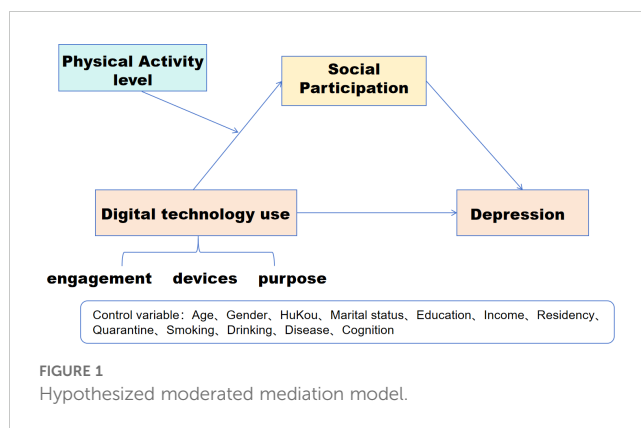 Physical Activity
level
Social
Participation
Digital technology use
Depression
engagement devices purpose
Control variable：Age、Gender、HuKou、Marital status、Education、Income、Residency、
Quarantine、Smoking、Drinking、Disease、Cognition
FIGURE 1
Hypothesized moderated mediation model.